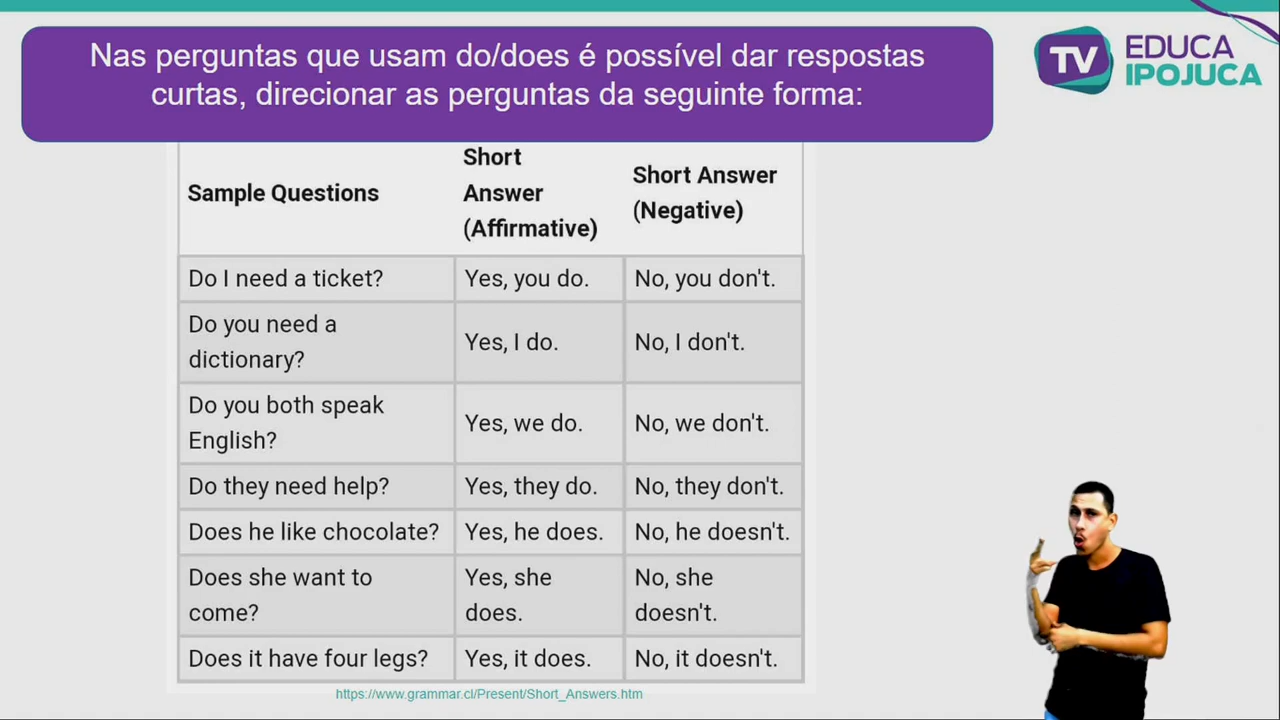 Nas perguntas que usam do/does é possível dar respostas
curtas, direcionar as perguntas da seguinte forma:
TV EDUCA
IPOJUCA
Sample Questions
Short
Answer
(Affirmative)
Short Answer
(Negative)
Do I need a ticket?
Yes, you do.
No, you don't.
Do you need a
dictionary?
Yes, I do.
No, I don't.
Do you both speak
English?
Yes, we do.
No, we don't.
Do they need help?
Yes, they do.
No, they don't.
Does he like chocolate?
Yes, he does.
No, he doesn't.
Does she want to
come?
Yes, she
does.
No, she
doesn't.
Does it have four legs?
Yes, it does.
No, it doesn't.
https://www.grammar.cl/Present/Short_Answers.htm